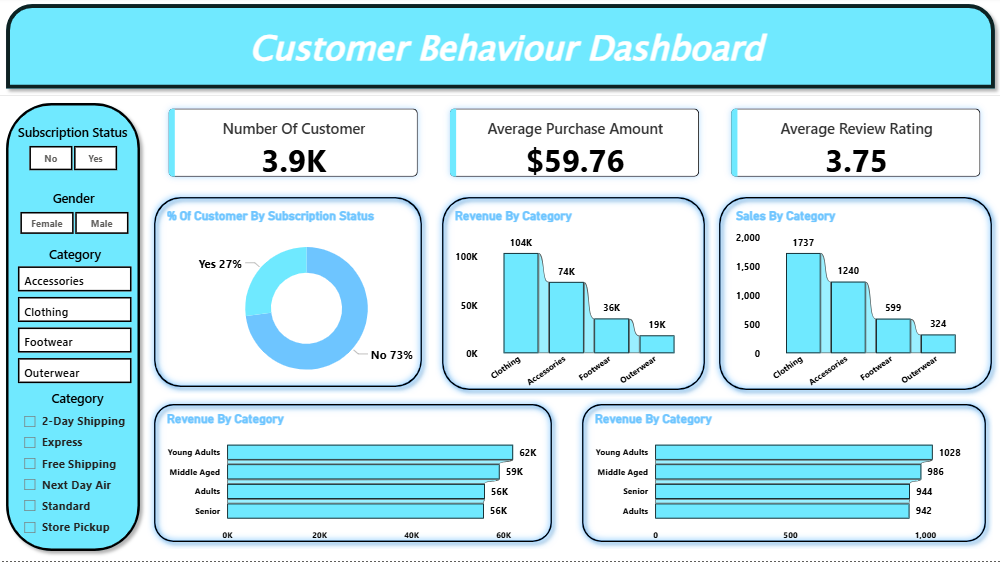 Customer Behaviour Dashboard
Subscription Status
No Yes
Gender
Female Male
Category
Accessories
Clothing
Footwear
Outerwear
Category
2-Day Shipping
Express
Free Shipping
Next Day Air
Standard
Store Pickup
Number Of Customer
3.9K
Average Purchase Amount
$59.76
Average Review Rating
3.75
% Of Customer By Subscription Status
Yes 27%
No 73%
Revenue By Category
104K
100K
74K
50K
36K
19K
0K
Clothing Accessories Footwear Outerwear
Sales By Category
2,000
1737
1,500
1240
1,000
599
500
324
0
Clothing Accessories Footwear Outerwear
Revenue By Category
Young Adults 62K
Middle Aged 59K
Adults 56K
Senior 56K
0K 20K 40K 60K
Revenue By Category
Young Adults 1028
Middle Aged 986
Senior 944
Adults 942
0 500 1,000